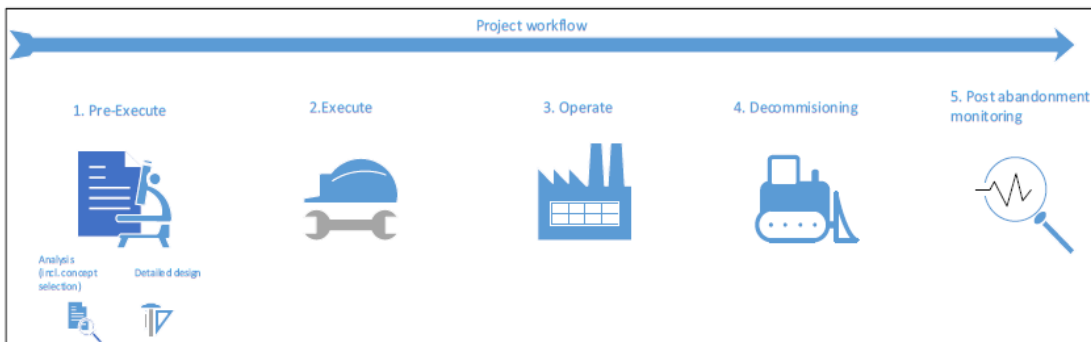 Project workflow
1. Pre-Execute
2.Execute
3. Operate
4. Decommisioning
5. Post abandonment
monitoring
Analysis
(incl. concept
selection)
Detailed design